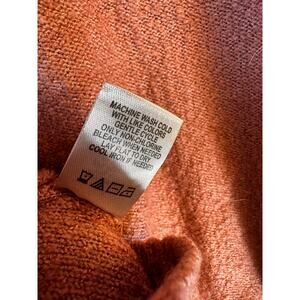 MACHINE WASH COLD
WITH LIKE COLORS
GENTLE CYCLE
ONLY NON-CHLORINE
BLEACH WHEN NEEDED
LAY FLAT TO DRY
COOL IRON IF NEEDED